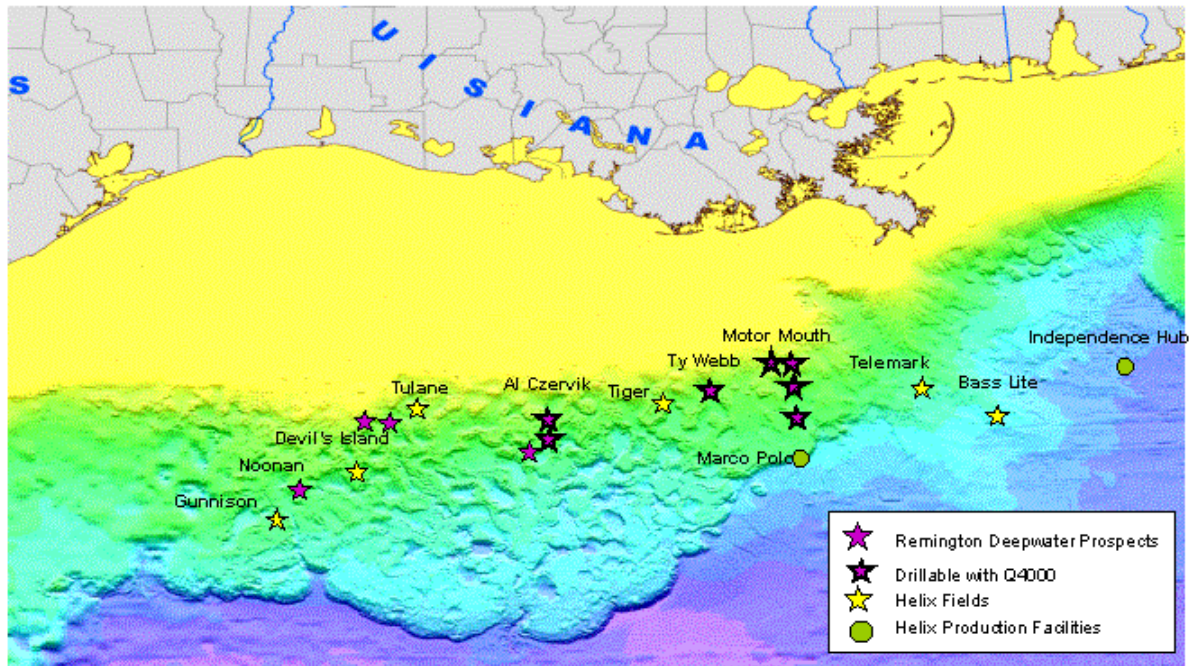 S
UISIANA
Motor Mouth
Independence Hub
Ty Webb
Telemark
Al Czervik
Bass Lite
Tulane
Tiger
Devil's Island
Noonan
Marco Polo
Gunnison
Remington Deepwater Prospects
Drillable with Q4000
Helix Fields
Helix Production Facilities